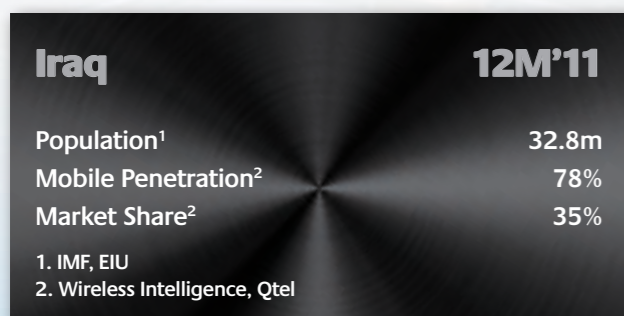 Iraq 12M'11
Population¹ 32.8m
Mobile Penetration² 78%
Market Share² 35%
1. IMF, EIU
2. Wireless Intelligence, Qtel